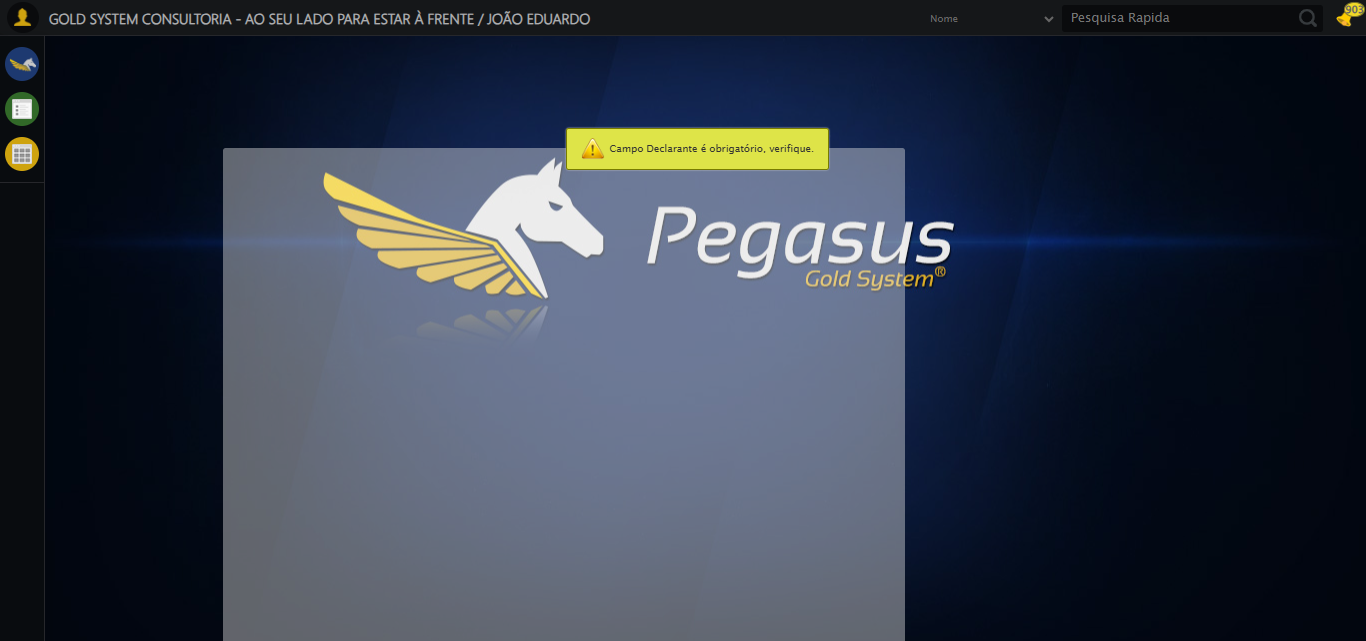 GOLD SYSTEM CONSULTORIA - AO SEU LADO PARA ESTAR À FRENTE / JOÃO EDUARDO
Nome
Pesquisa Rapida
903
Campo Declarante é obrigatório, verifique.
Pegasus
Gold System®